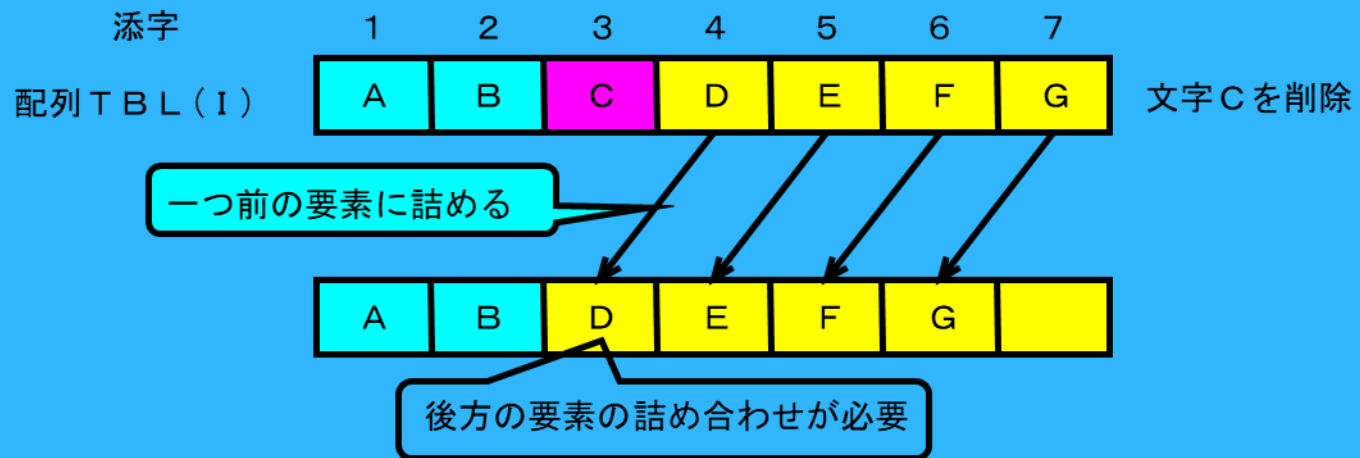 添字 1 2 3 4 5 6 7
配列ＴＢＬ(Ｉ) A B C D E F G 文字Ｃを削除
一つ前の要素に詰める
A B D E F G
後方の要素の詰め合わせが必要